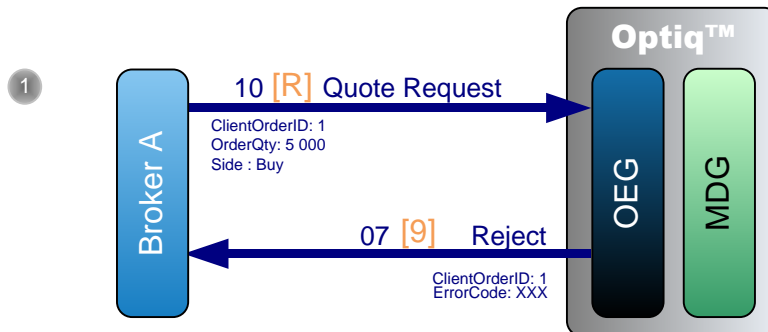 Optiq™
1
10 [R] Quote Request
ClientOrderID: 1
OrderQty: 5 000
Side : Buy
Broker A
OEG
MDG
07 [9] Reject
ClientOrderID: 1
ErrorCode: XXX